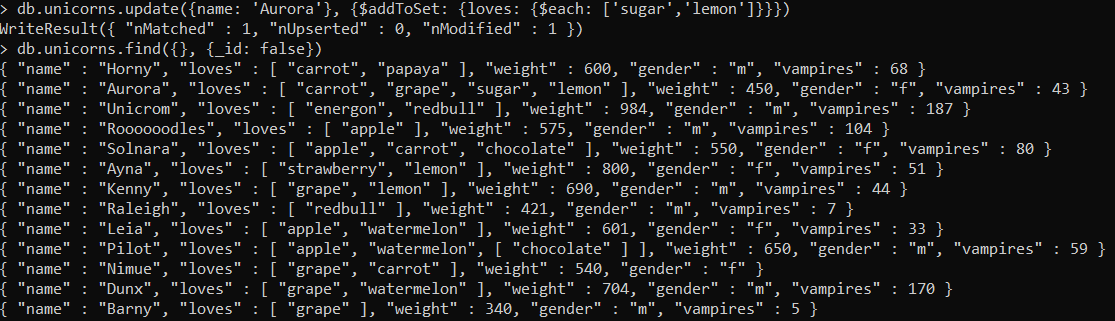 > db.unicorns.update({name: 'Aurora'}, {$addToSet: {loves: {$each: ['sugar','lemon']}}})
WriteResult({ "nMatched" : 1, "nUpserted" : 0, "nModified" : 1 })
> db.unicorns.find({}, {_id: false})
{ "name" : "Horny", "loves" : [ "carrot", "papaya" ], "weight" : 600, "gender" : "m", "vampires" : 68 }
{ "name" : "Aurora", "loves" : [ "carrot", "grape", "sugar", "lemon" ], "weight" : 450, "gender" : "f", "vampires" : 43 }
{ "name" : "Unicrom", "loves" : [ "energon", "redbull" ], "weight" : 984, "gender" : "m", "vampires" : 187 }
{ "name" : "Roooooodles", "loves" : [ "apple" ], "weight" : 575, "gender" : "m", "vampires" : 104 }
{ "name" : "Solnara", "loves" : [ "apple", "carrot", "chocolate" ], "weight" : 550, "gender" : "f", "vampires" : 80 }
{ "name" : "Ayna", "loves" : [ "strawberry", "lemon" ], "weight" : 800, "gender" : "f", "vampires" : 51 }
{ "name" : "Kenny", "loves" : [ "grape", "lemon" ], "weight" : 690, "gender" : "m", "vampires" : 44 }
{ "name" : "Raleigh", "loves" : [ "redbull" ], "weight" : 421, "gender" : "m", "vampires" : 7 }
{ "name" : "Leia", "loves" : [ "apple", "watermelon" ], "weight" : 601, "gender" : "f", "vampires" : 33 }
{ "name" : "Pilot", "loves" : [ "apple", "watermelon", [ "chocolate" ] ], "weight" : 650, "gender" : "m", "vampires" : 59 }
{ "name" : "Nimue", "loves" : [ "grape", "carrot" ], "weight" : 540, "gender" : "f" }
{ "name" : "Dunx", "loves" : [ "grape", "watermelon" ], "weight" : 704, "gender" : "m", "vampires" : 170 }
{ "name" : "Barny", "loves" : [ "grape" ], "weight" : 340, "gender" : "m", "vampires" : 5 }